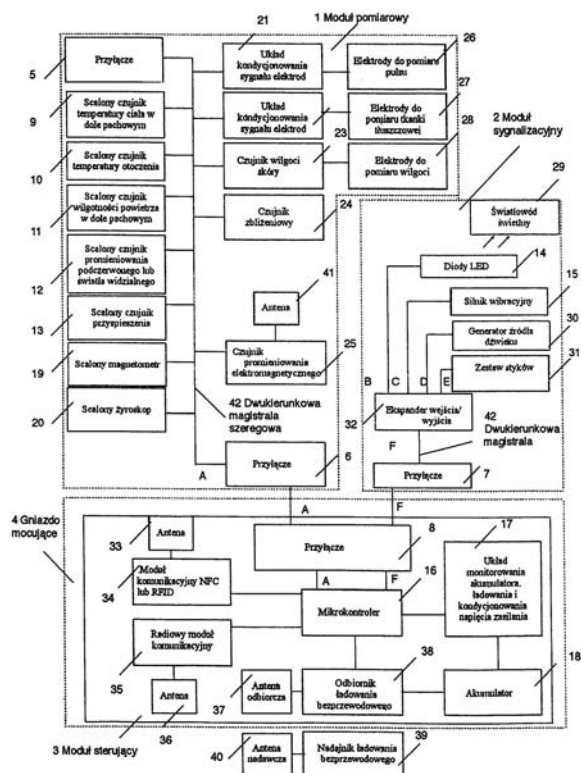 21
1 Moduł pomiarowy
26
5
Przyłącze
Układ
kondycjonowania
sygnału elektrod
Elektrody do pomiaru
pulsu
27
9
Scalony czujnik
temperatury ciała w
dole pachowym
Układ
kondycjonowania
sygnału elektrod
Elektrody do
pomiaru tkanki
tłuszczowej
23
28
2 Moduł
sygnalizacyjny
10
Scalony czujnik
temperatury otoczenia
Czujnik wilgoci
skóry
Elektrody do
pomiaru wilgoci
29
11
Scalony czujnik
wilgotności powietrza
w dole pachowym
Czujnik
zbliżeniowy
24
Światłowód
świetlny
12
Scalony czujnik
promieniowania
podczerwonego lub
światła widzialnego
41
Diody LED
14
15
13
Scalony czujnik
przyspieszenia
Antena
Silnik wibracyjny
30
19
Scalony magnetometr
Czujnik
promieniowania
elektromagnetycznego
25
Generator źródła
dźwięku
31
Zestaw styków
B
C
D
E
20
Scalony żyroskop
42 Dwukierunkowa
magistrala
szeregowa
32
Ekspander wejścia/
wyjścia
42
Dwukierunkowa
magistrala
F
A
Przyłącze
6
Przyłącze
7
4 Gniazdo
mocujące
33
Antena
A
F
17
Przyłącze
8
34
Moduł
komunikacyjny NFC
lub RFID
A
F
16
Układ
monitorowania
akumulatora,
ładowania i
kondycjonowania
napięcia zasilania
Mikrokontroler
35
Radiowy moduł
komunikacyjny
38
18
Antena
36
37
Antena
odbiorcza
Odbiornik
ładowania
bezprzewodowego
Akumulator
3 Moduł sterujący
40
Antena
nadawcza
Nadajnik ładowania
bezprzewodowego
39